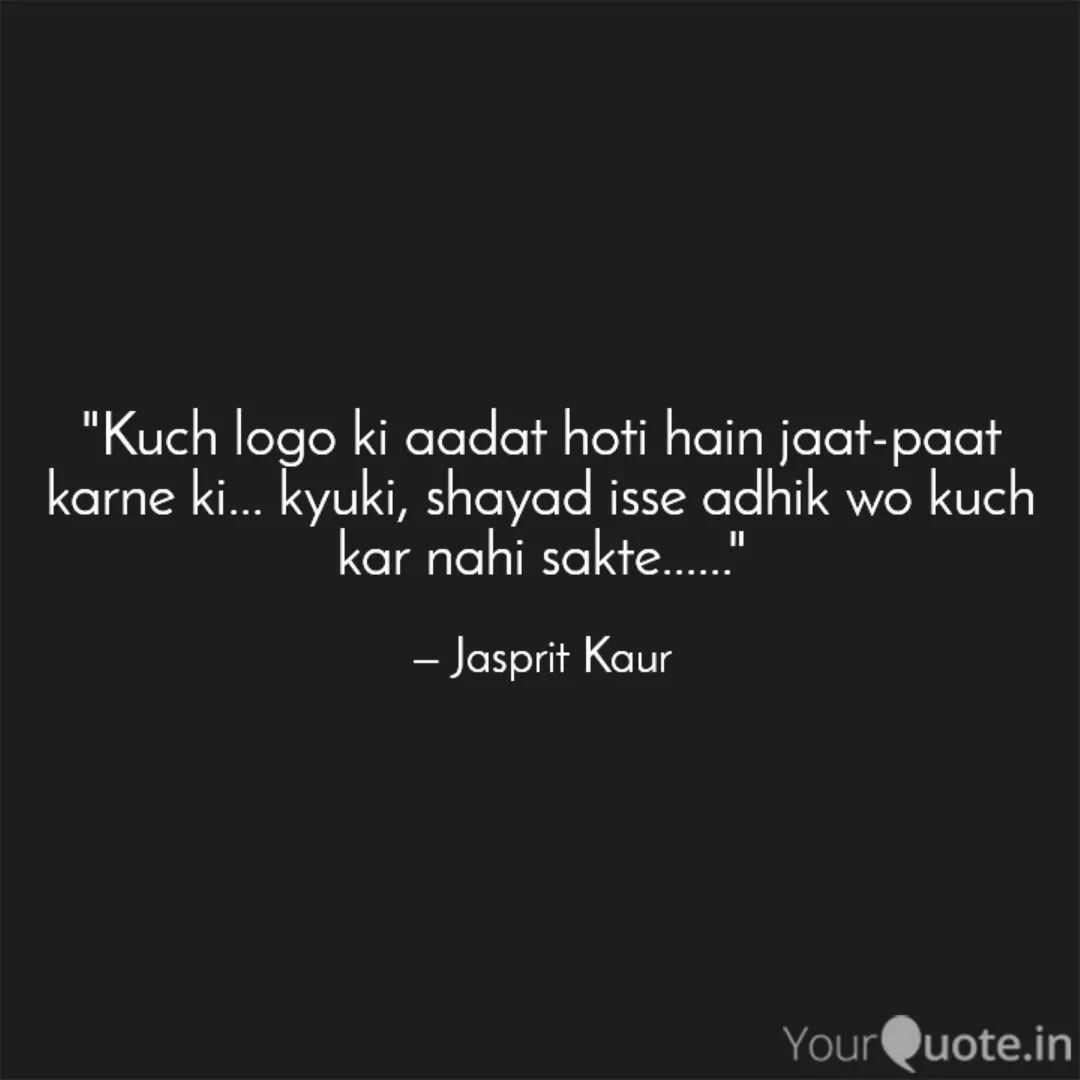 "Kuch logo ki aadat hoti hain jaat-paat
karne ki... kyuki, shayad isse adhik wo kuch
kar nahi sakte......"
– Jasprit Kaur
YourQuote.in